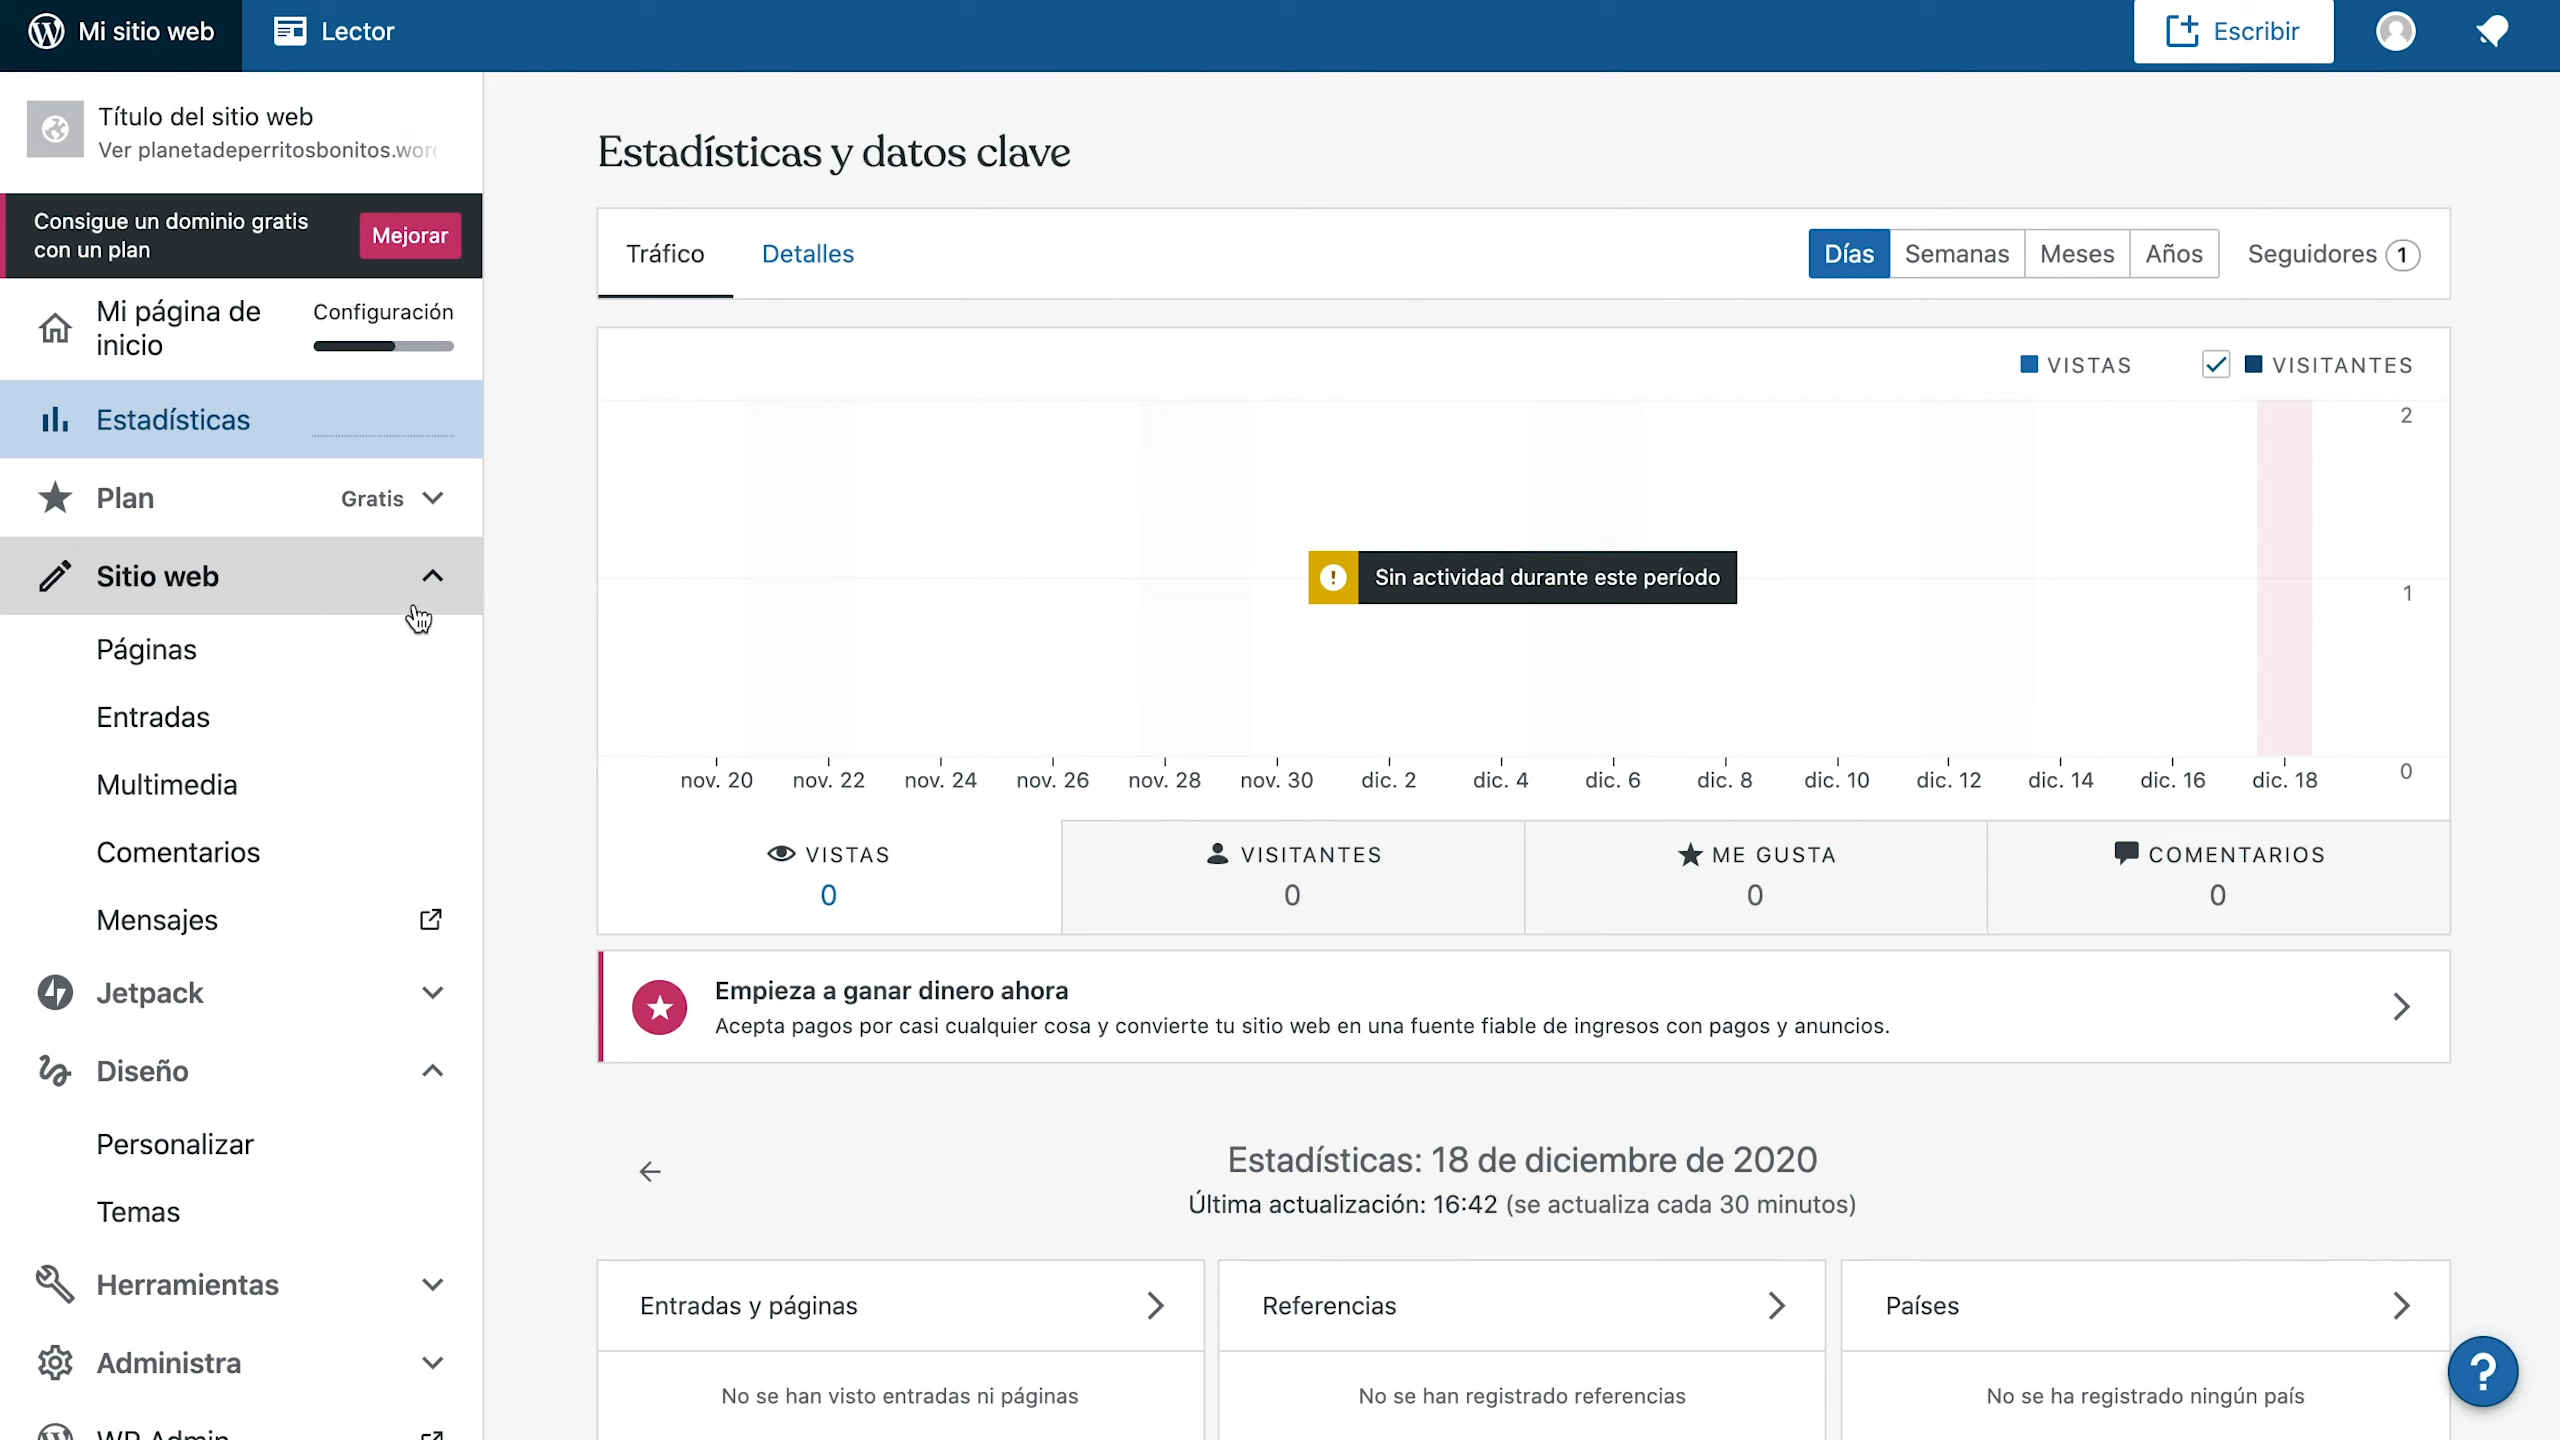 Mi sitio web
Lector
Escribir
Título del sitio web
Ver planetadeperritosbonitos.wor
Consigue un dominio gratis
con un plan
Mejorar
Mi página de
inicio
Configuración
Estadísticas
Plan
Gratis
Sitio web
Páginas
Entradas
Multimedia
Comentarios
Mensajes
Jetpack
Diseño
Personalizar
Temas
Herramientas
Administra
WP Admin
Estadísticas y datos clave
Tráfico
Detalles
Días
Semanas
Meses
Años
Seguidores 1
VISTAS
VISITANTES
2
1
0
Sin actividad durante este período
nov. 20 nov. 22 nov. 24 nov. 26 nov. 28 nov. 30 dic. 2 dic. 4 dic. 6 dic. 8 dic. 10 dic. 12 dic. 14 dic. 16 dic. 18
VISTAS
0
VISITANTES
0
ME GUSTA
0
COMENTARIOS
0
Empieza a ganar dinero ahora
Acepta pagos por casi cualquier cosa y convierte tu sitio web en una fuente fiable de ingresos con pagos y anuncios.
Estadísticas: 18 de diciembre de 2020
Última actualización: 16:42 (se actualiza cada 30 minutos)
Entradas y páginas
No se han visto entradas ni páginas
Referencias
No se han registrado referencias
Países
No se ha registrado ningún país
?